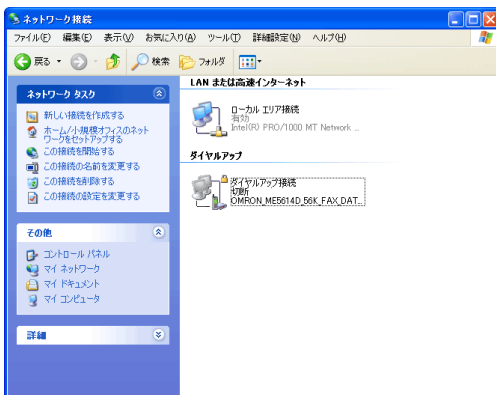 ネットワーク接続
ファイル(F) 編集(E) 表示(V) お気に入り(A) ツール(T) 詳細設定(N) ヘルプ(H)
戻る 検索 フォルダ
ネットワーク タスク
新しい接続を作成する
ホーム/小規模オフィスのネット
ワークをセットアップする
この接続を開始する
この接続の名前を変更する
この接続を削除する
この接続の設定を変更する
その他
コントロール パネル
マイ ネットワーク
マイ ドキュメント
マイ コンピュータ
詳細
LAN または高速インターネット
ローカル エリア接続
有効
Intel(R) PRO/1000 MT Network ...
ダイヤルアップ
ダイヤルアップ接続
切断
OMRON_ME5614D_56K_FAX_DAT...